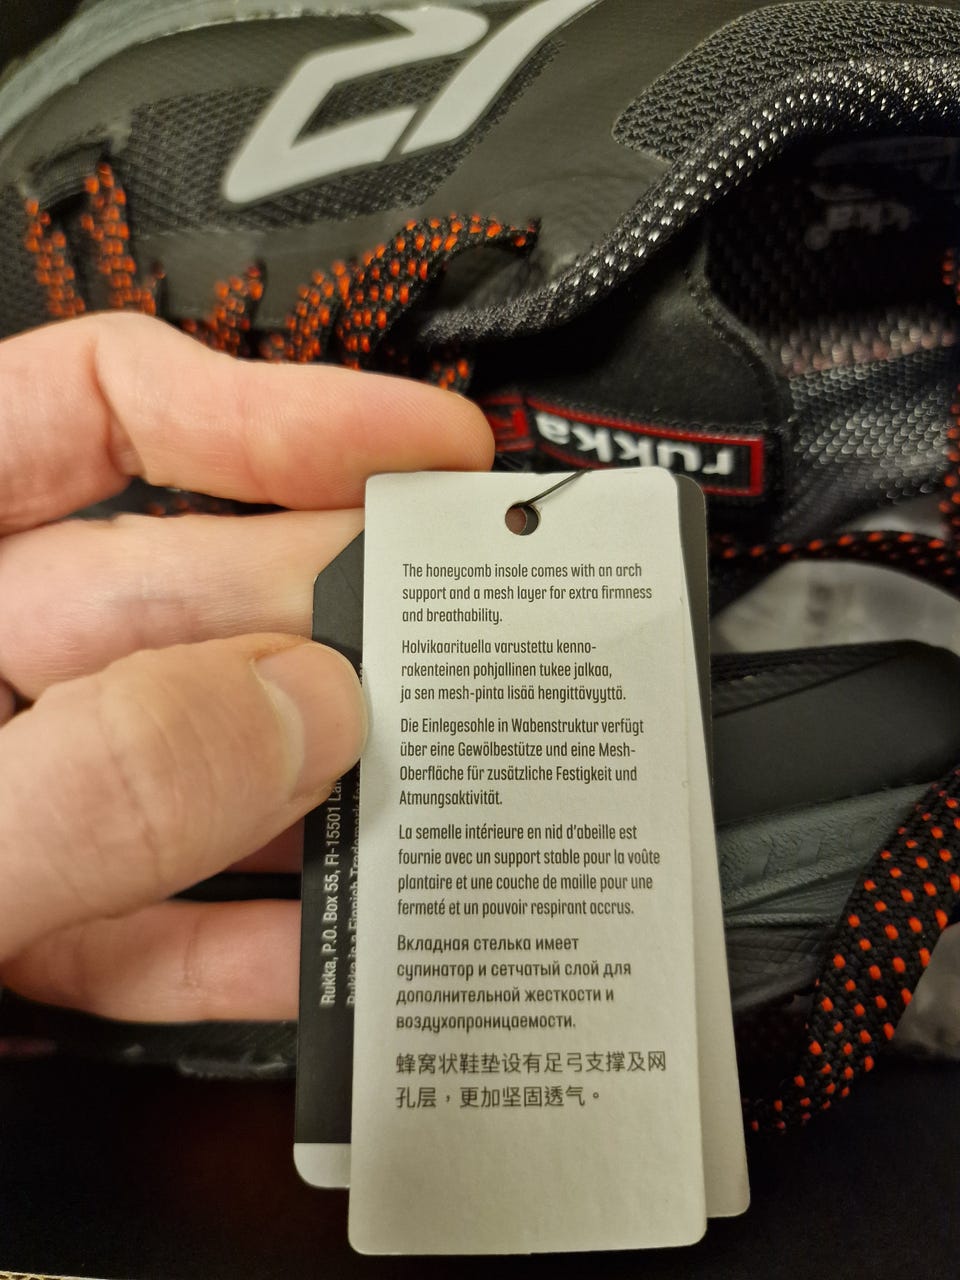 rukka
The honeycomb insole comes with an arch
support and a mesh layer for extra firmness
and breathability.
Holvikaarituella varustettu kenno-
rakenteinen pohjallinen tukee jalkaa,
ja sen mesh-pinta lisää hengittävyyttä.
Die Einlegesohle in Wabenstruktur verfügt
über eine Gewölbestütze und eine Mesh-
Oberfläche für zusätzliche Festigkeit und
Atmungsaktivität.
La semelle intérieure en nid d'abeille est
fournie avec un support stable pour la voûte
plantaire et une couche de maille pour une
fermeté et un pouvoir respirant accrus.
Вкладная стелька имеет
супинатор и сетчатый слой для
дополнительной жесткости и
воздухопроницаемости.
蜂窝状鞋垫设有足弓支撑及网
孔层，更加坚固透气。
Rukka, P.O. Box 55, FI-15501
Rukka is a Finnish Trademark